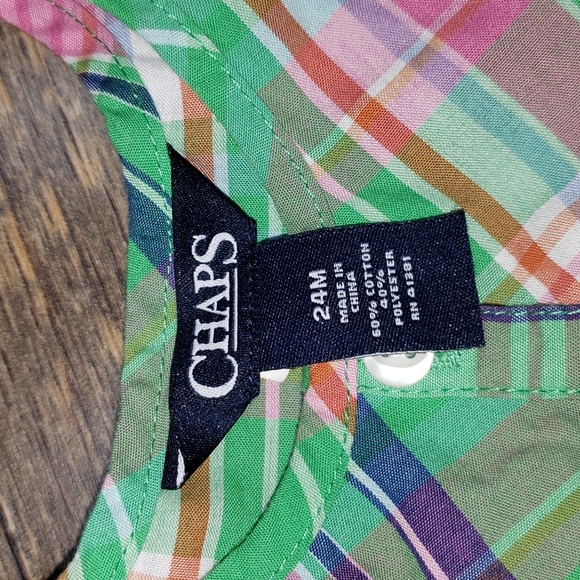 CHAPS
24M
MADE IN
CHINA
60% COTTON
40%
POLYESTER
RN 41381